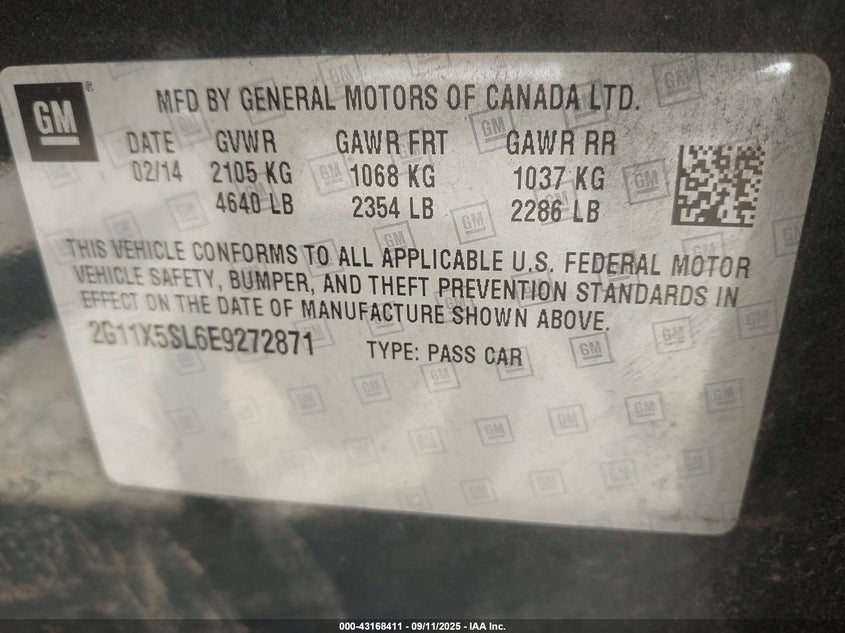 GM ®
MFD BY GENERAL MOTORS OF CANADA LTD.
DATE GVWR GAWR FRT GAWR RR
02/14 2105 KG 1068 KG 1037 KG
4640 LB 2354 LB 2286 LB
THIS VEHICLE CONFORMS TO ALL APPLICABLE U.S. FEDERAL MOTOR
VEHICLE SAFETY, BUMPER, AND THEFT PREVENTION STANDARDS IN
EFFECT ON THE DATE OF MANUFACTURE SHOWN ABOVE.
2G11X5SL6E9272871 TYPE: PASS CAR
000-43168411 - 09/11/2025 - IAA Inc.